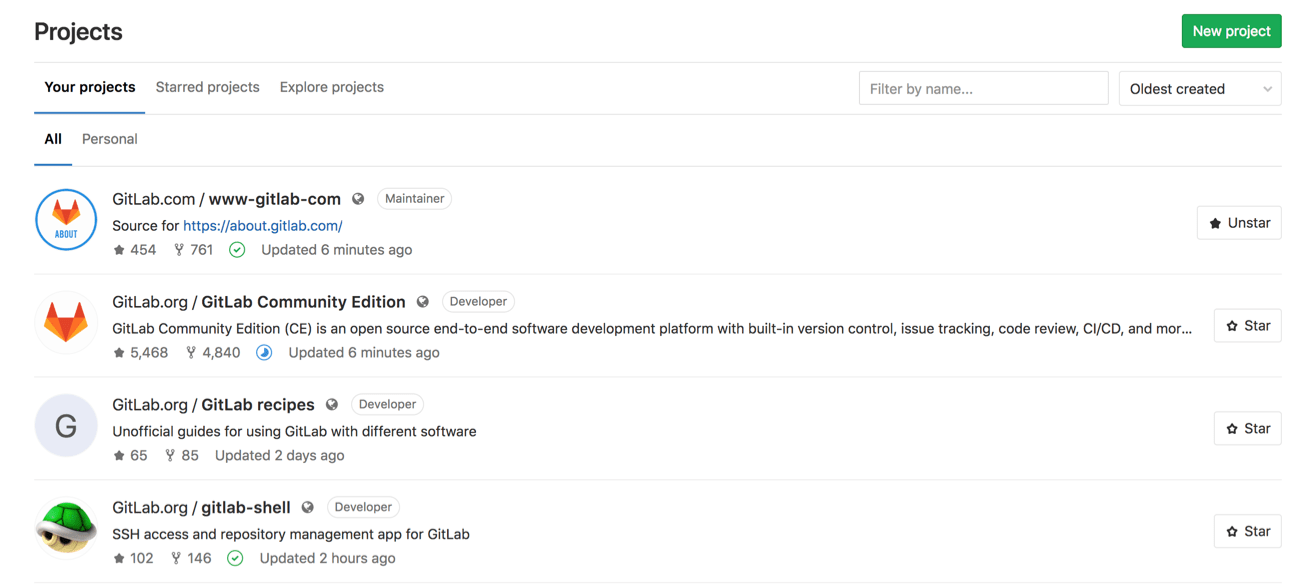 Projects
New project
Your projects Starred projects Explore projects
Filter by name...
Oldest created
All Personal
GitLab.com / www-gitlab-com Maintainer
ABOUT
Source for https://about.gitlab.com/
Unstar
454 761 Updated 6 minutes ago
GitLab.org / GitLab Community Edition Developer
GitLab Community Edition (CE) is an open source end-to-end software development platform with built-in version control, issue tracking, code review, CI/CD, and mor...
Star
5,468 4,840 Updated 6 minutes ago
G
GitLab.org / GitLab recipes Developer
Unofficial guides for using GitLab with different software
Star
65 85 Updated 2 days ago
GitLab.org / gitlab-shell Developer
SSH access and repository management app for GitLab
Star
102 146 Updated 2 hours ago